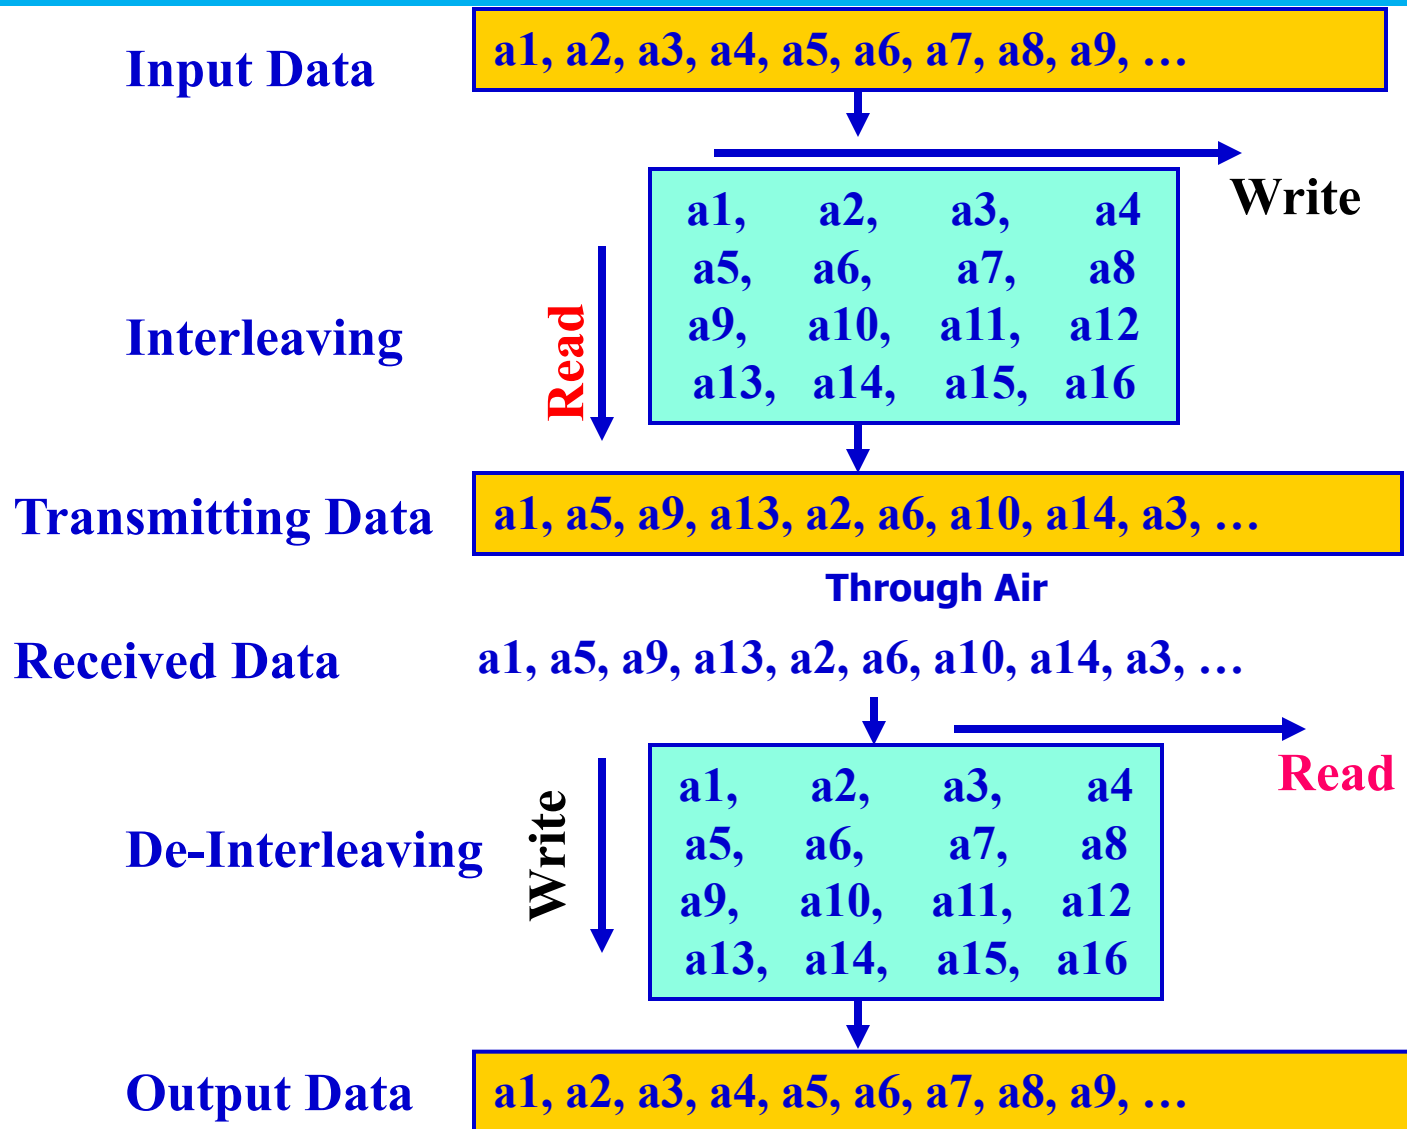 Input Data
a1, a2, a3, a4, a5, a6, a7, a8, a9, …
Write
a1, a2, a3, a4
a5, a6, a7, a8
Interleaving
Read
a9, a10, a11, a12
a13, a14, a15, a16
Transmitting Data
a1, a5, a9, a13, a2, a6, a10, a14, a3, …
Through Air
Received Data
a1, a5, a9, a13, a2, a6, a10, a14, a3, …
Read
a1, a2, a3, a4
De-Interleaving
Write
a5, a6, a7, a8
a9, a10, a11, a12
a13, a14, a15, a16
Output Data
a1, a2, a3, a4, a5, a6, a7, a8, a9, …